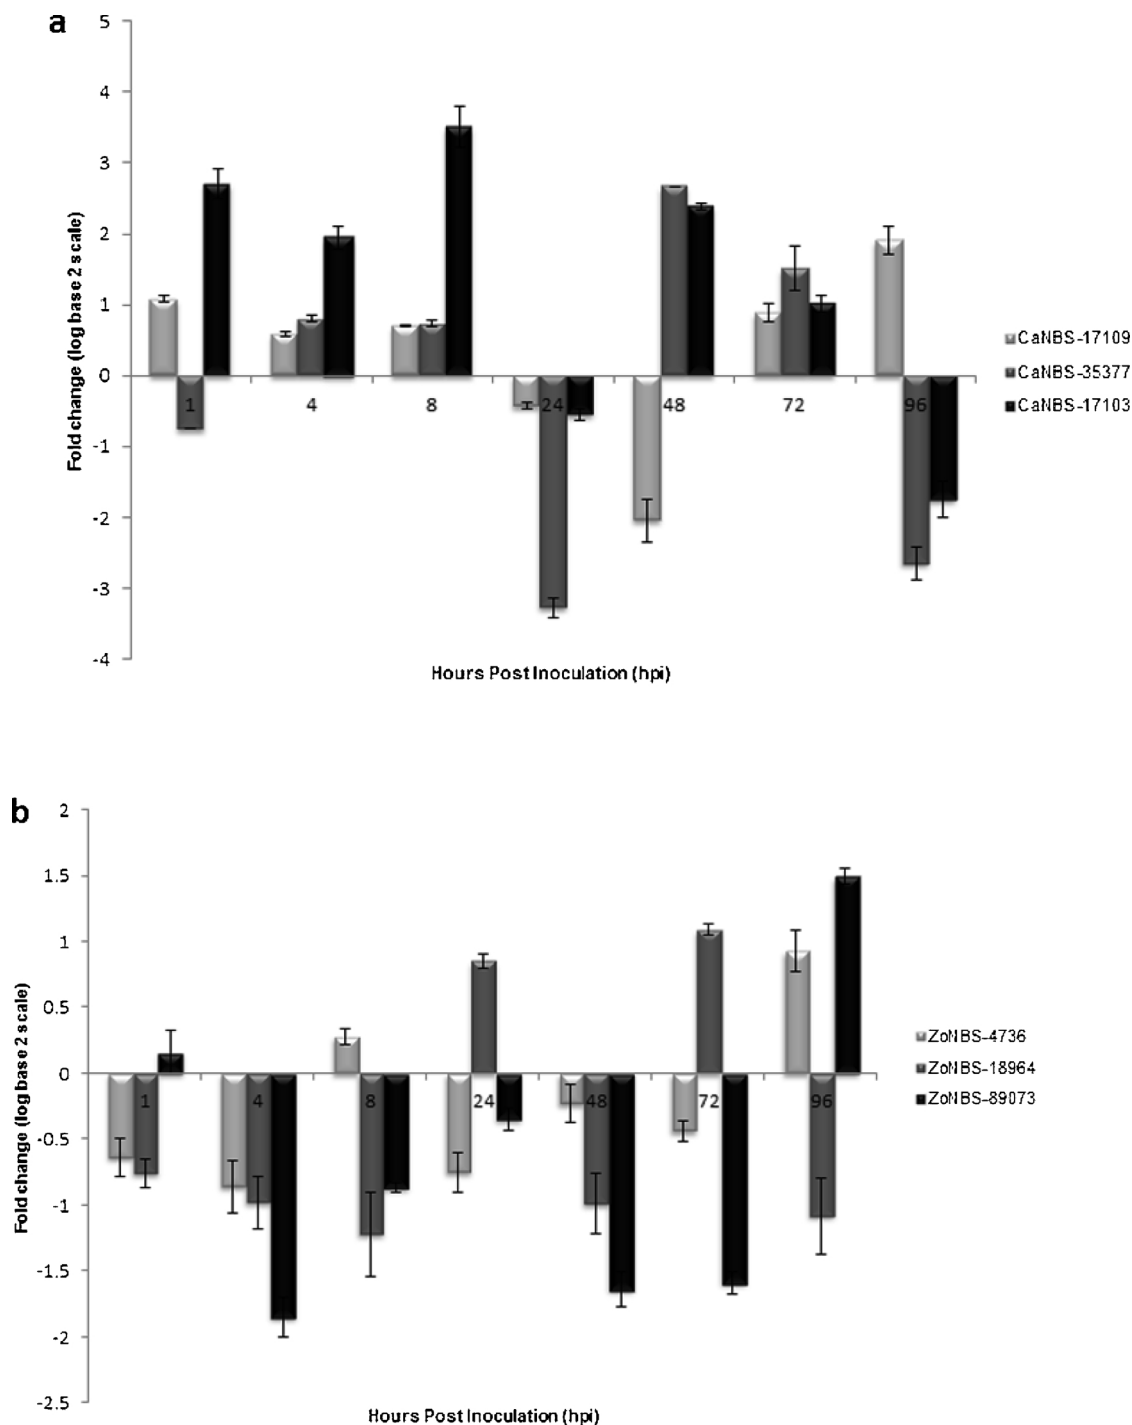 a
5
4
3
2
1
0
-1
-2
-3
-4
Fold change (log base 2 scale)
1 4 8 24 48 72 96
Hours Post Inoculation (hpi)
CaNBS-17109
CaNBS-35377
CaNBS-17103
b
2
1.5
1
0.5
0
-0.5
-1
-1.5
-2
-2.5
Fold change (log base 2 scale)
1 4 8 24 48 72 96
Hours Post Inoculation (hpi)
ZoNBS-4736
ZoNBS-18964
ZoNBS-89073